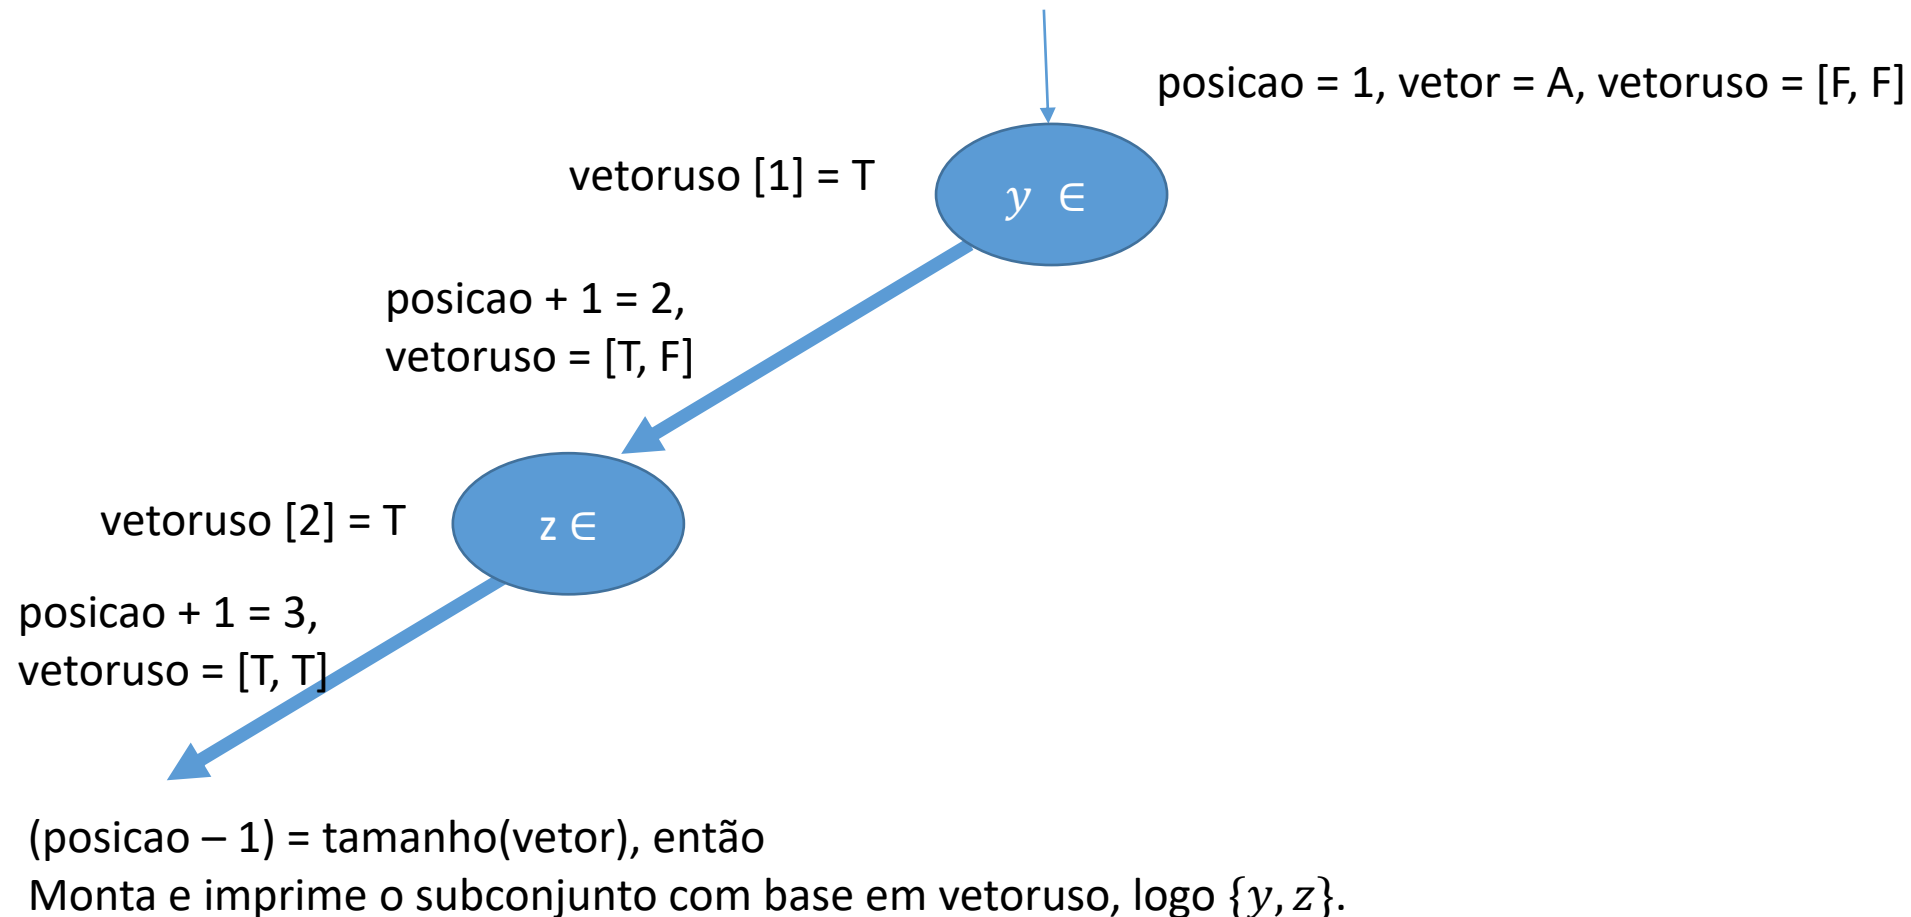 posicao = 1, vetor = A, vetoruso = [F, F]
vetoruso [1] = T
y ∈
posicao + 1 = 2,
vetoruso = [T, F]
vetoruso [2] = T
z ∈
posicao + 1 = 3,
vetoruso = [T, T]
(posicao – 1) = tamanho(vetor), então
Monta e imprime o subconjunto com base em vetoruso, logo {y, z}.